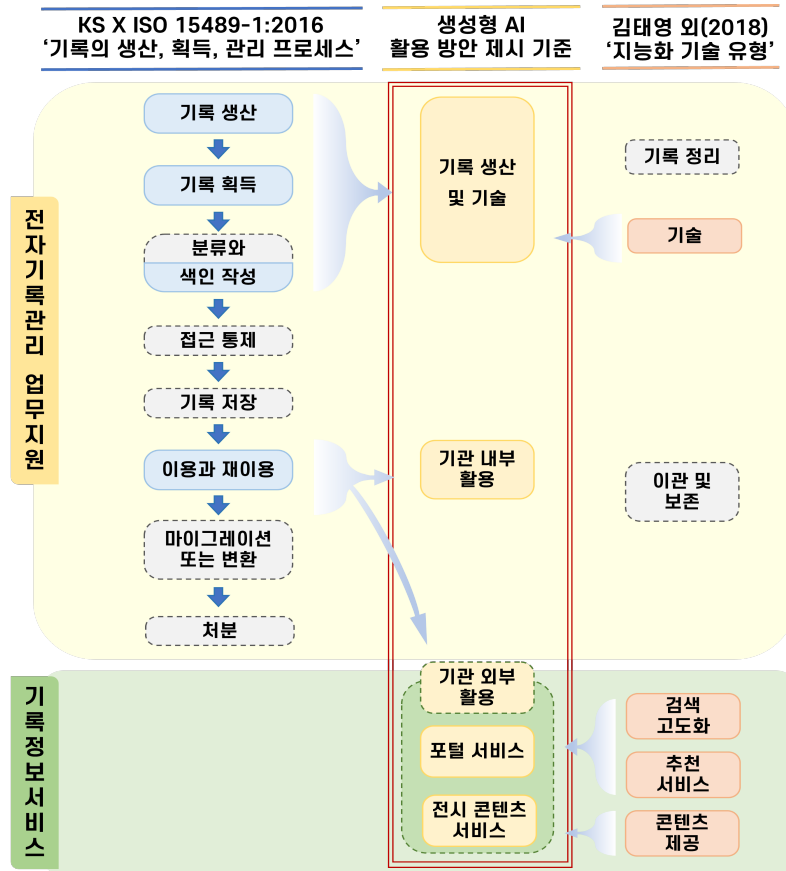 KS X ISO 15489-1:2016
‘기록의 생산, 획득, 관리 프로세스’
생성형 AI
활용 방안 제시 기준
김태영 외(2018)
‘지능화 기술 유형’
전자기록관리 업무지원
기록 생산
기록 획득
분류와
색인 작성
접근 통제
기록 저장
이용과 재이용
마이그레이션
또는 변환
처분
기록 생산
및 기술
기관 내부
활용
기록 정리
기술
이관 및
보존
기록정보서비스
기관 외부
활용
포털 서비스
전시 콘텐츠
서비스
검색
고도화
추천
서비스
콘텐츠
제공